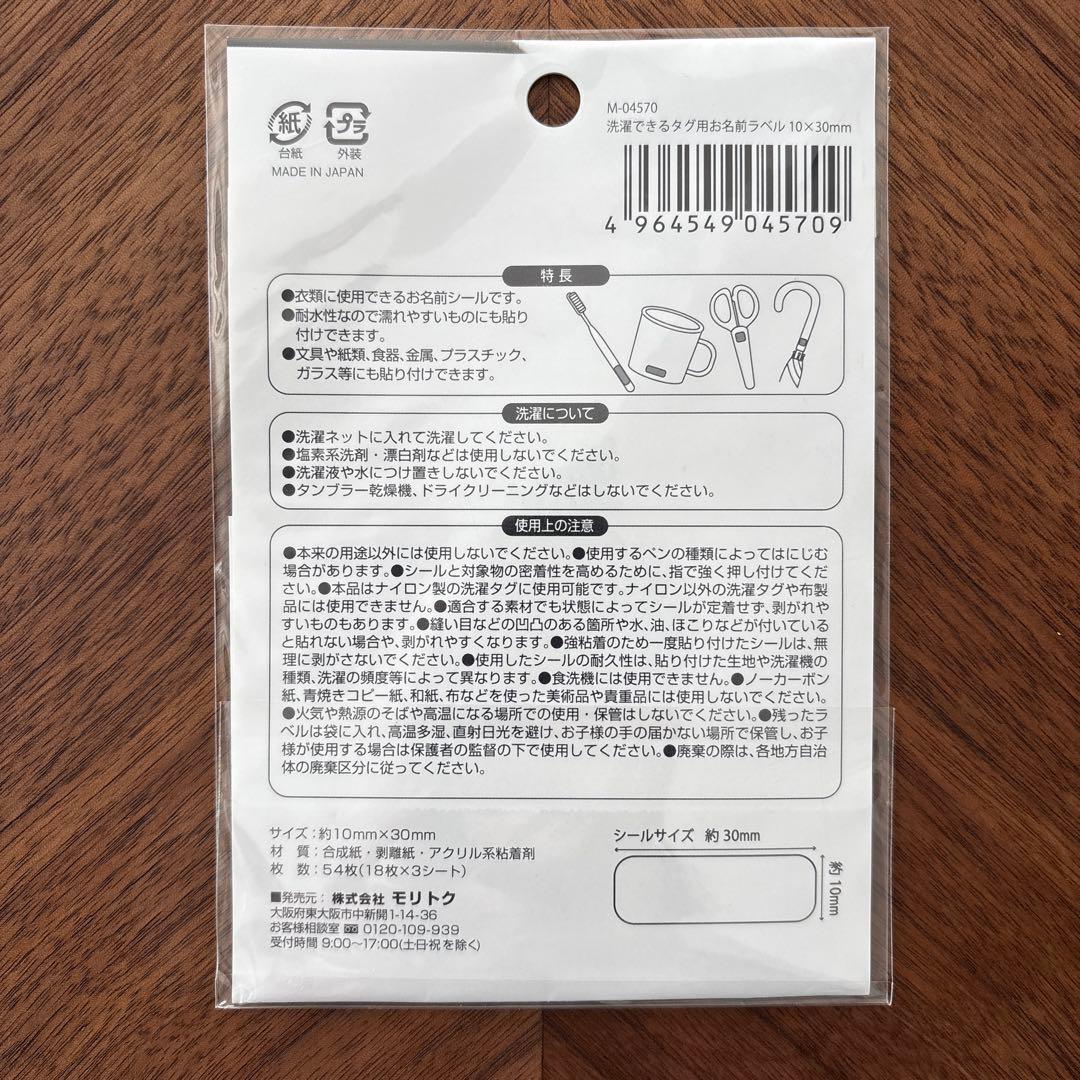 紙
プラ
台紙
外装
MADE IN JAPAN
M-04570
洗濯できるタグ用お名前ラベル 10×30mm
4 964549 045709
特長
●衣類に使用できるお名前シールです。
●耐水性なので濡れやすいものにも貼り
付けできます。
●文具や紙類、食器、金属、プラスチック、
ガラス等にも貼り付けできます。
洗濯について
●洗濯ネットに入れて洗濯してください。
●塩素系洗剤・漂白剤などは使用しないでください。
●洗濯液や水につけ置きしないでください。
●タンブラー乾燥機、ドライクリーニングなどはしないでください。
使用上の注意
●本来の用途以外には使用しないでください。●使用するペンの種類によってはにじむ
場合があります。●シールと対象物の密着性を高めるために、指で強く押し付けてくだ
さい。●本品はナイロン製の洗濯タグに使用可能です。ナイロン以外の洗濯タグや布製
品には使用できません。●適合する素材でも状態によってシールが定着せず、剥がれや
すいものもあります。●縫い目などの凹凸のある箇所や水、油、ほこりなどが付いている
と貼れない場合や、剥がれやすくなります。●強粘着のため一度貼り付けたシールは、無
理に剥がさないでください。●使用したシールの耐久性は、貼り付けた生地や洗濯機の
種類、洗濯の頻度等によって異なります。●食洗機には使用できません。●ノーカーボン
紙、青焼きコピー紙、和紙、布などを使った美術品や貴重品には使用しないでください。
●火気や熱源のそばや高温になる場所での使用・保管はしないでください。●残ったラ
ベルは袋に入れ、高温多湿、直射日光を避け、お子様の手の届かない場所で保管し、お子
様が使用する場合は保護者の監督の下で使用してください。●廃棄の際は、各地方自治
体の廃棄区分に従ってください。
サイズ：約10mm×30mm
材 質：合成紙・剥離紙・アクリル系粘着剤
枚 数：54枚(18枚×3シート)
■発売元：株式会社 モリトク
大阪府東大阪市中新開1-14-36
お客様相談室 0120-109-939
受付時間 9:00〜17:00(土日祝を除く)
シールサイズ 約30mm
約10mm